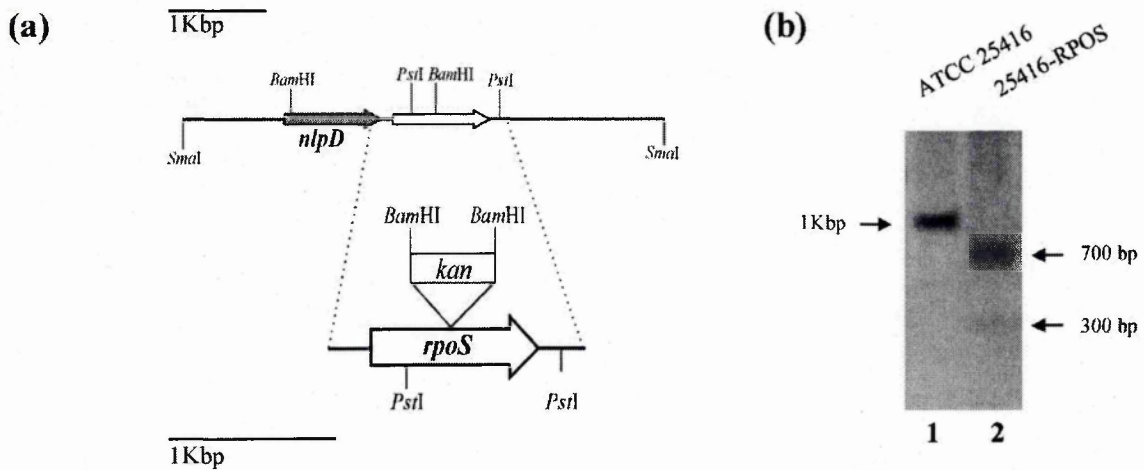 (a)
1Kbp
BamHI
PstI
BamHI
PstI
nlpD
SmaI
SmaI
BamHI
BamHI
kan
rpoS
PstI
PstI
1Kbp
(b)
ATCC 25416
25416-RPOS
1Kbp
700 bp
300 bp
1 2